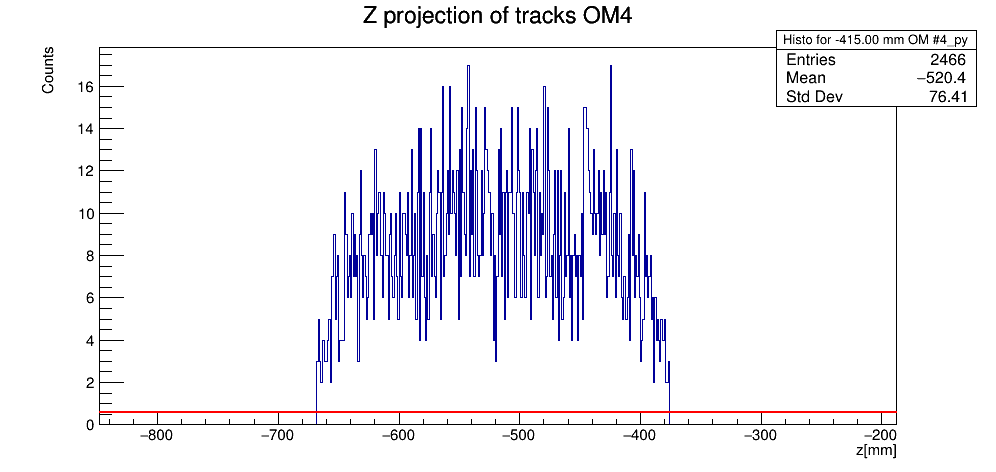 Z projection of tracks OM4
Histo for -415.00 mm OM #4_py
Entries 2466
Mean −520.4
Std Dev 76.41
Counts
16
14
12
10
8
6
4
2
0
−800 −700 −600 −500 −400 −300 −200
z[mm]